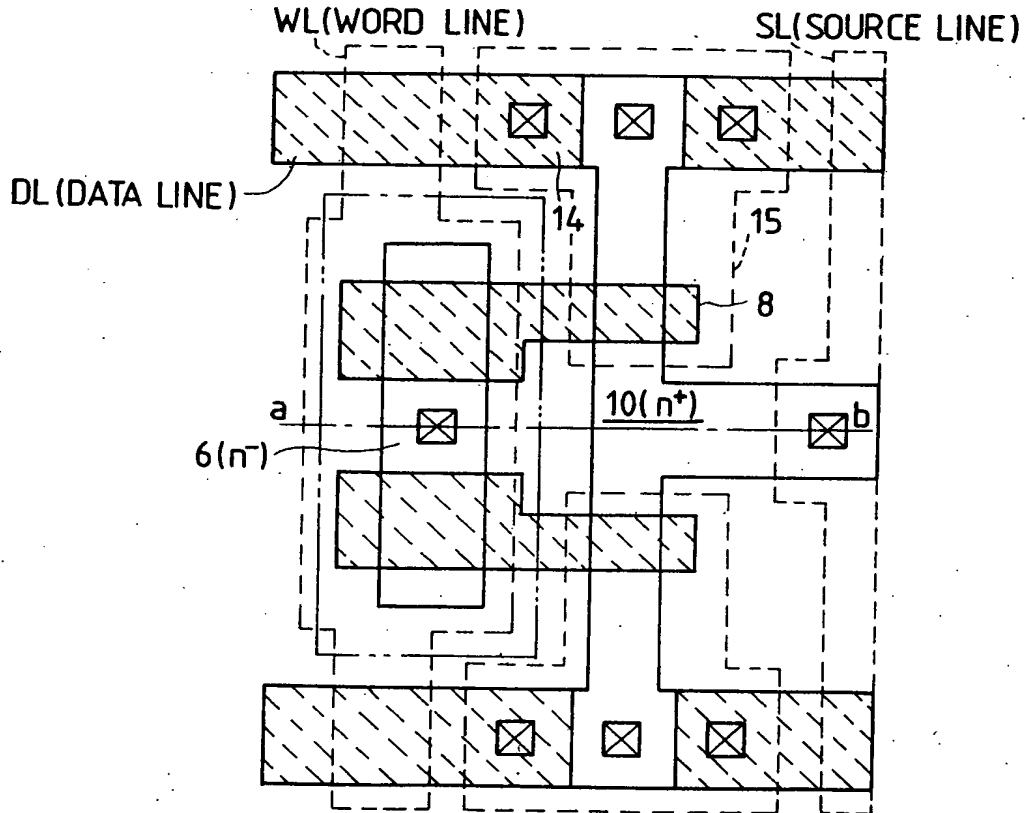 WL(WORD LINE)
SL(SOURCE LINE)
DL(DATA LINE)
14
15
8
a
10(n⁺)
b
6(n⁻)